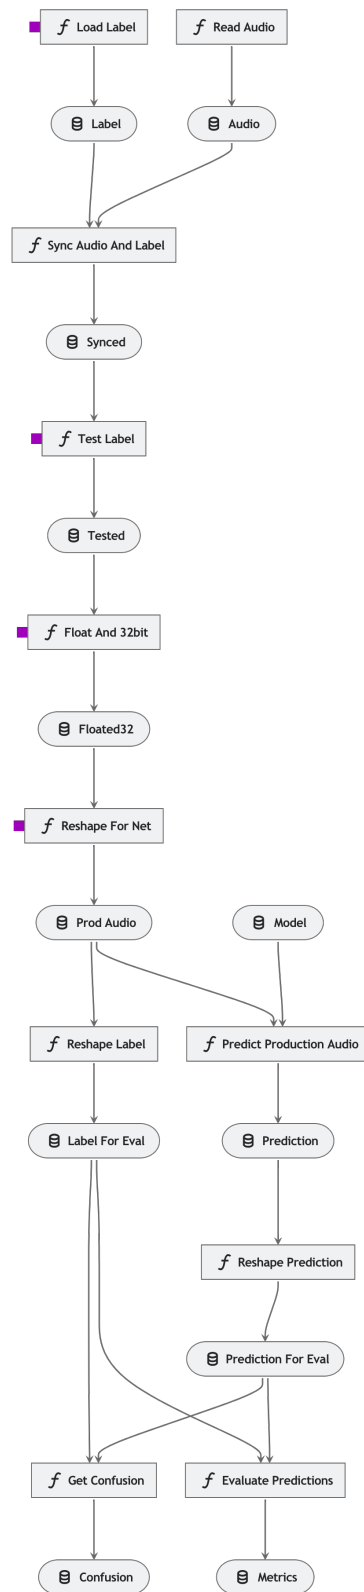 Load Label
Read Audio
Label
Audio
Sync Audio And Label
Synced
Test Label
Tested
Float And 32bit
Floated32
Reshape For Net
Prod Audio
Model
Reshape Label
Predict Production Audio
Label For Eval
Prediction
Reshape Prediction
Prediction For Eval
Get Confusion
Evaluate Predictions
Confusion
Metrics